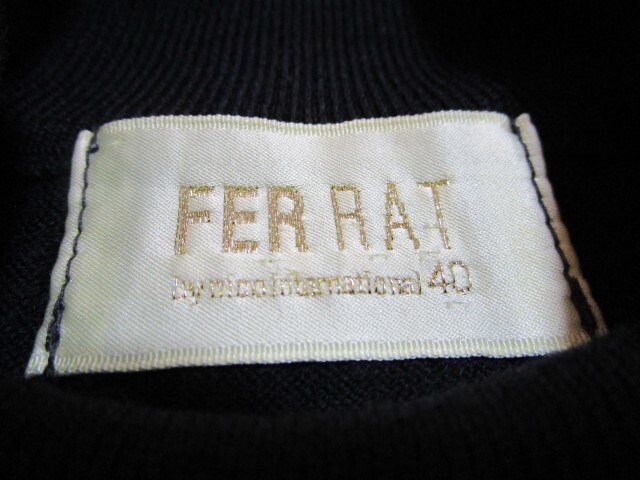 FER RAT
by nico international 40